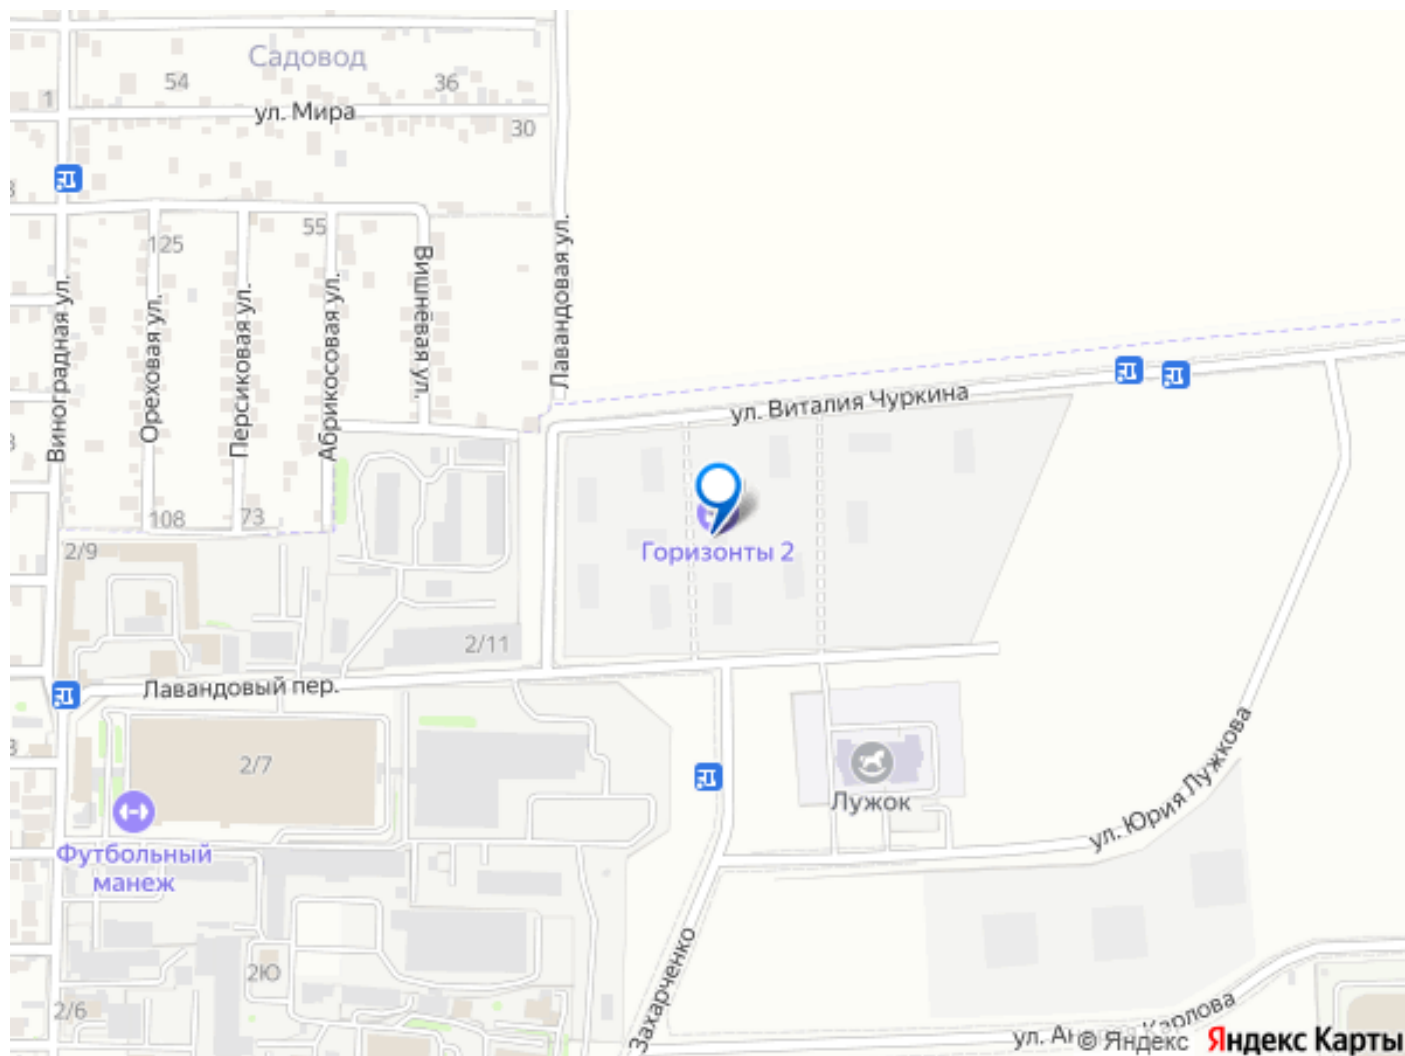 Садовод
54
36
1
ул. Мира
30
55
125
Вишнёвая ул.
Лавандовая ул.
Виноградная ул.
Ореховая ул.
Персиковая ул.
Абрикосовая ул.
ул. Виталия Чуркина
108
73
2/9
Горизонты 2
2/11
Лавандовый пер.
2/7
Лужок
ул. Юрия Лужкова
Футбольный
манеж
Захарченко
2Ю
2/6
Карлова
© Яндекс
Яндекс Карты